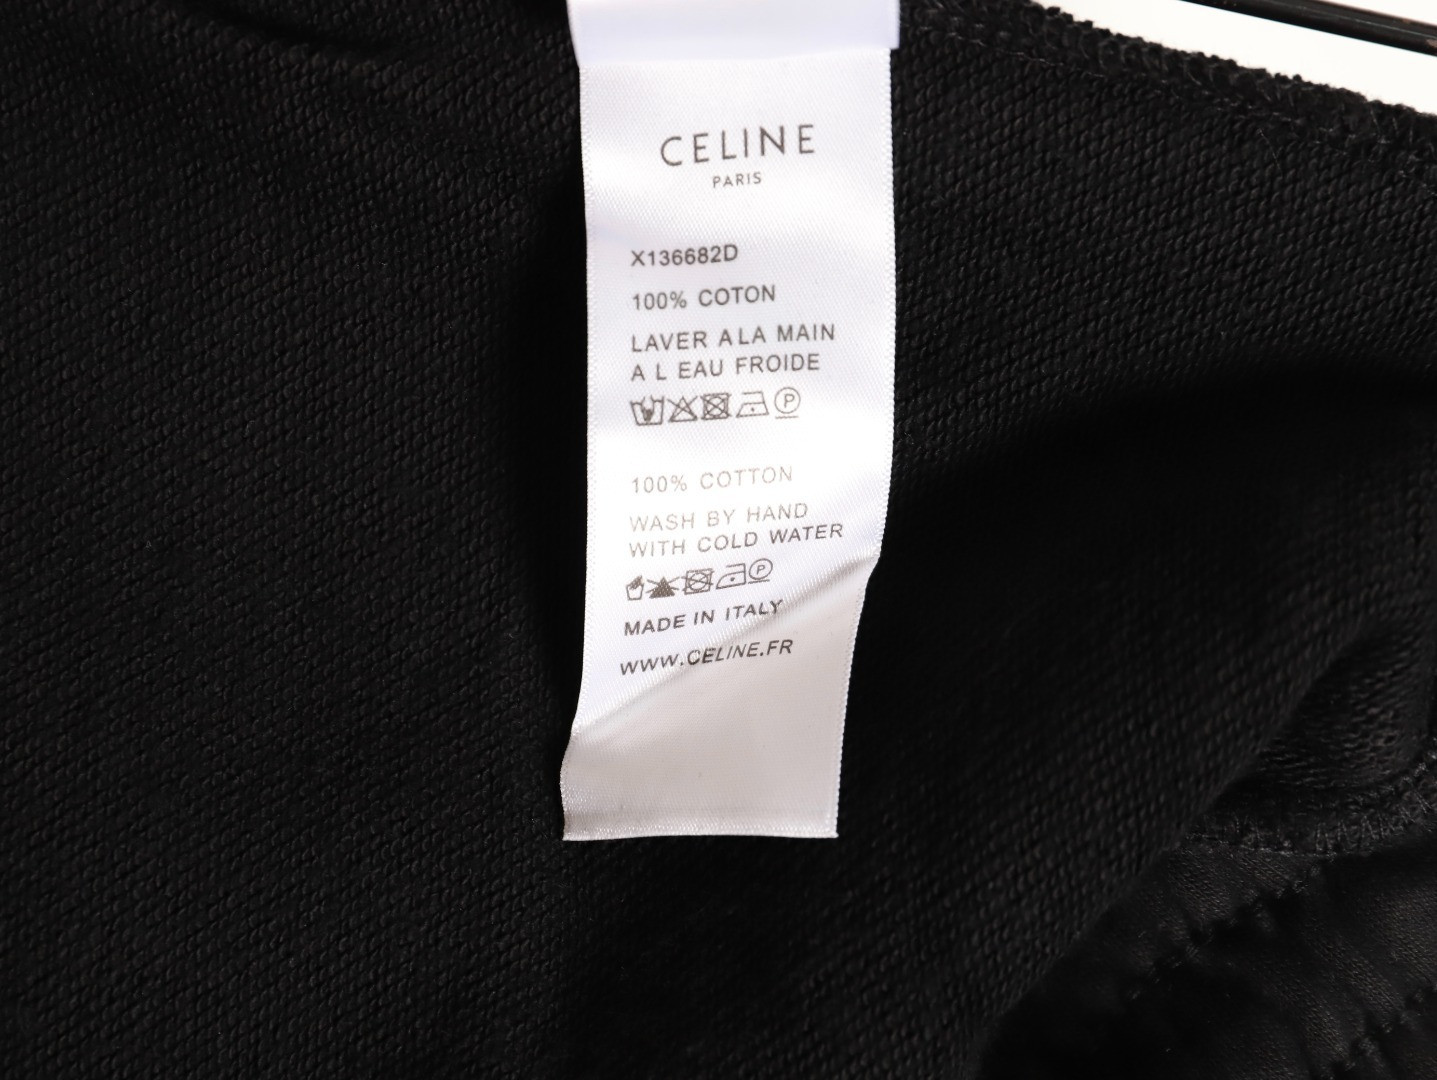 CELINE
PARIS
X136682D
100% COTON
LAVER A LA MAIN
A L EAU FROIDE
P
100% COTTON
WASH BY HAND
WITH COLD WATER
P
MADE IN ITALY
WWW.CELINE.FR